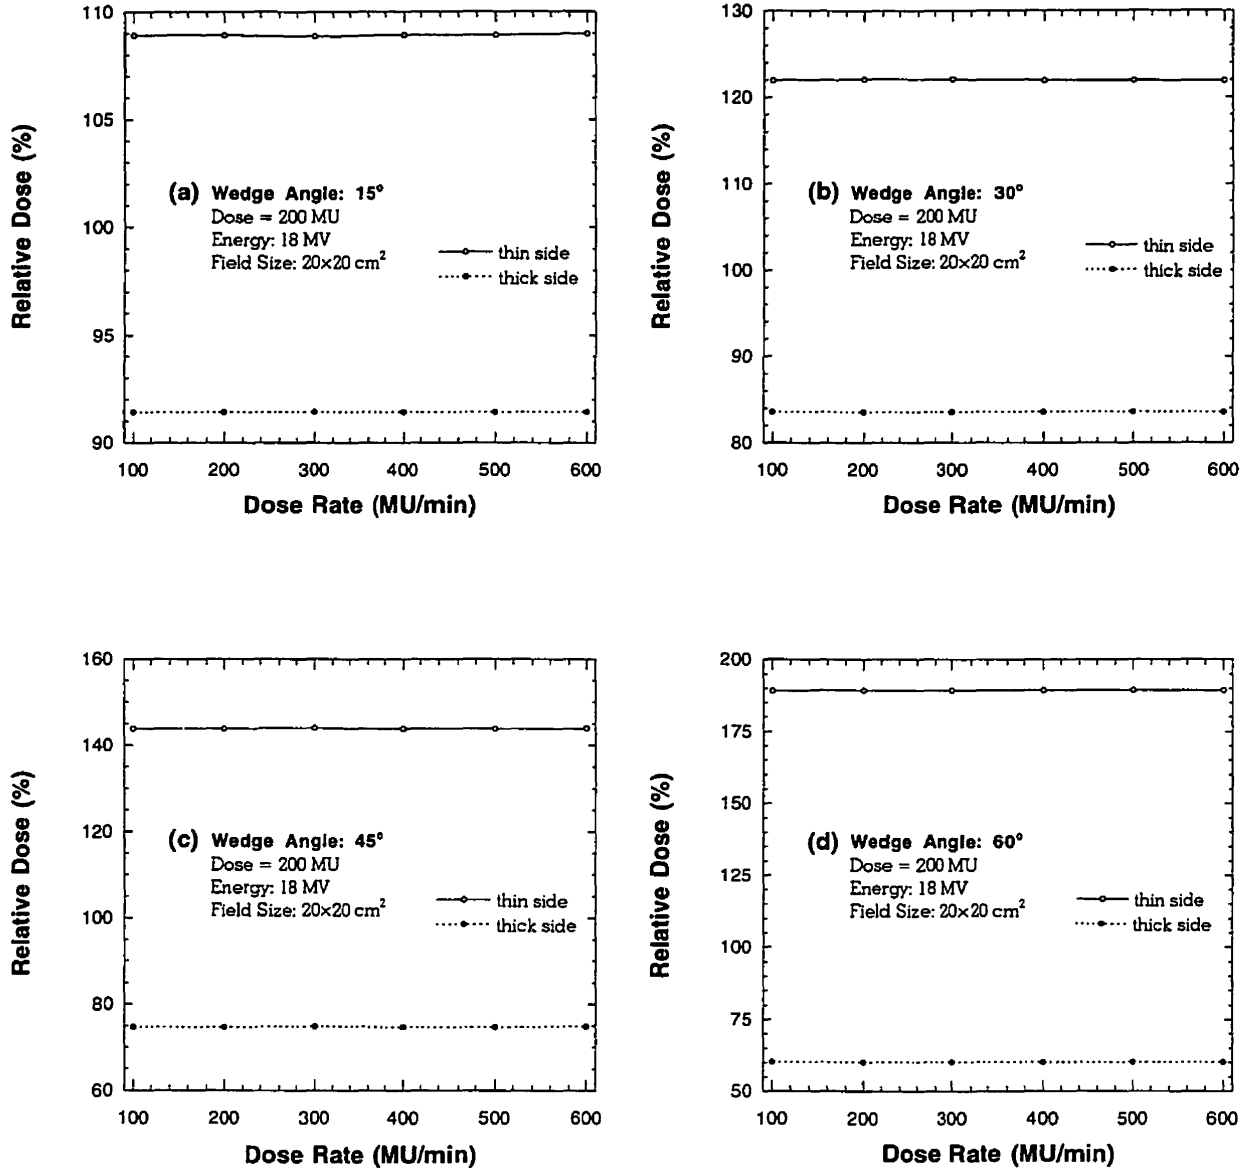 110
105
100
95
90
Relative Dose (%)
(a) Wedge Angle: 15°
Dose = 200 MU
Energy: 18 MV
Field Size: 20×20 cm²
thin side
thick side
100 200 300 400 500 600
Dose Rate (MU/min)
130
120
110
100
90
80
Relative Dose (%)
(b) Wedge Angle: 30°
Dose = 200 MU
Energy: 18 MV
Field Size: 20×20 cm²
thin side
thick side
100 200 300 400 500 600
Dose Rate (MU/min)
160
140
120
100
80
60
Relative Dose (%)
(c) Wedge Angle: 45°
Dose = 200 MU
Energy: 18 MV
Field Size: 20×20 cm²
thin side
thick side
100 200 300 400 500 600
Dose Rate (MU/min)
200
175
150
125
100
75
50
Relative Dose (%)
(d) Wedge Angle: 60°
Dose = 200 MU
Energy: 18 MV
Field Size: 20×20 cm²
thin side
thick side
100 200 300 400 500 600
Dose Rate (MU/min)